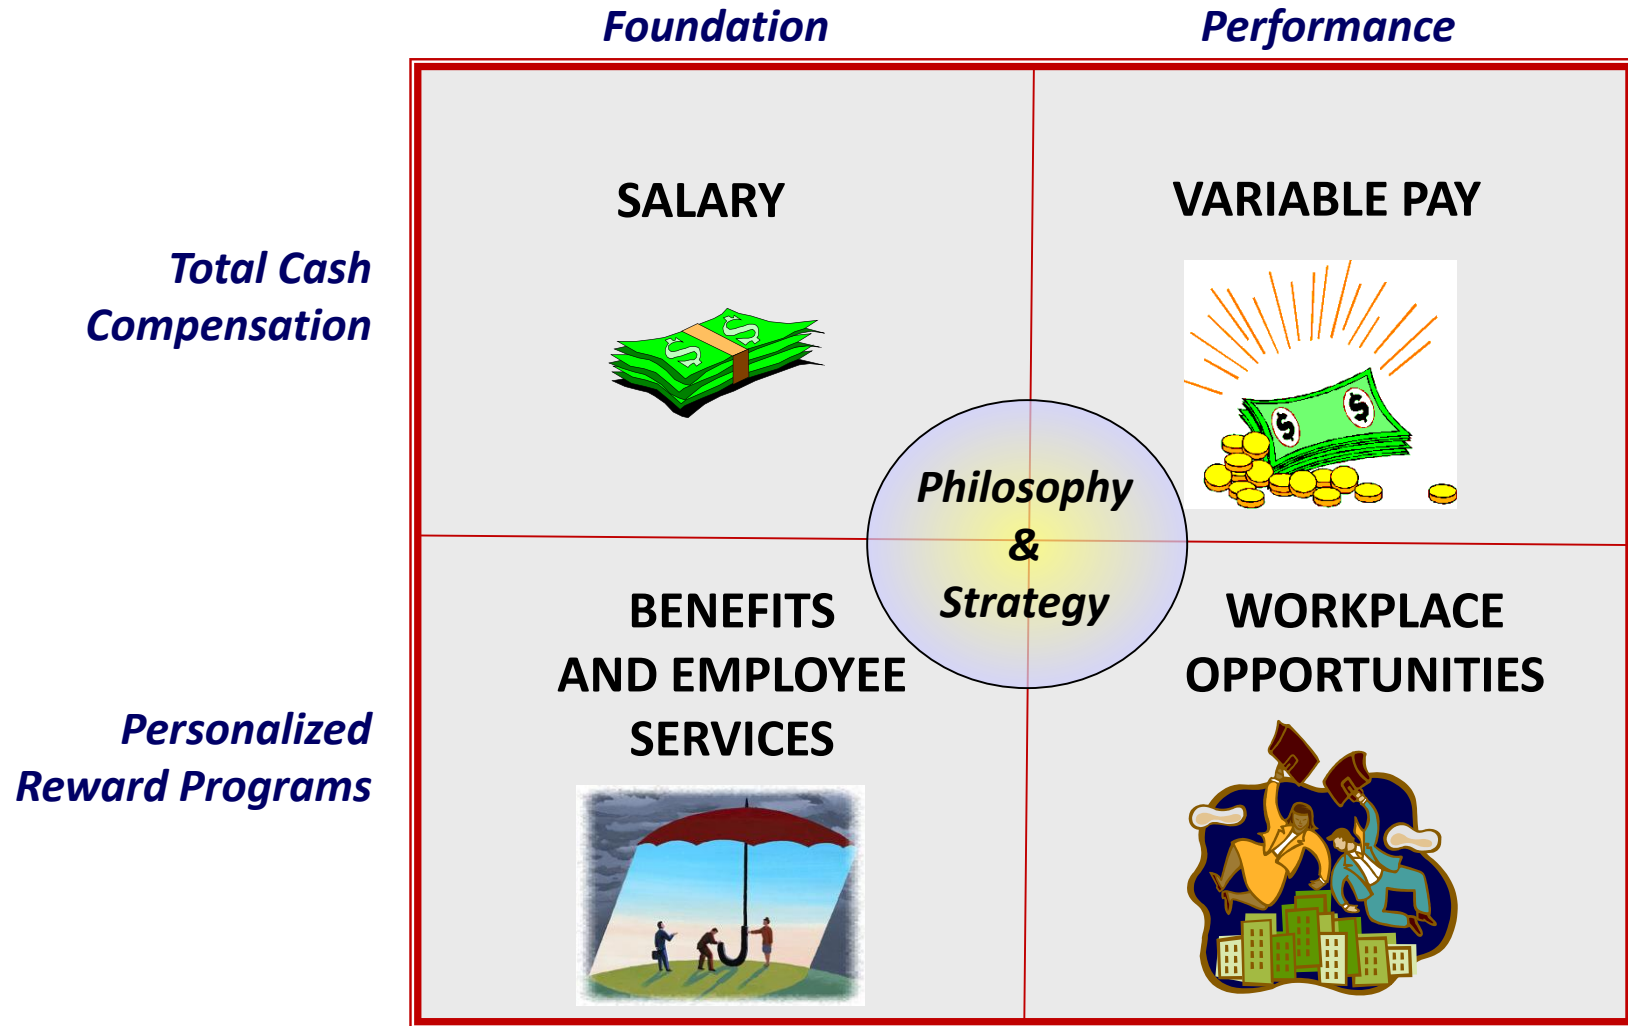 Foundation
Performance
Total Cash
Compensation
SALARY
$ $
VARIABLE PAY
$ $
Philosophy
&
Strategy
Personalized
Reward Programs
BENEFITS
AND EMPLOYEE
SERVICES
WORKPLACE
OPPORTUNITIES